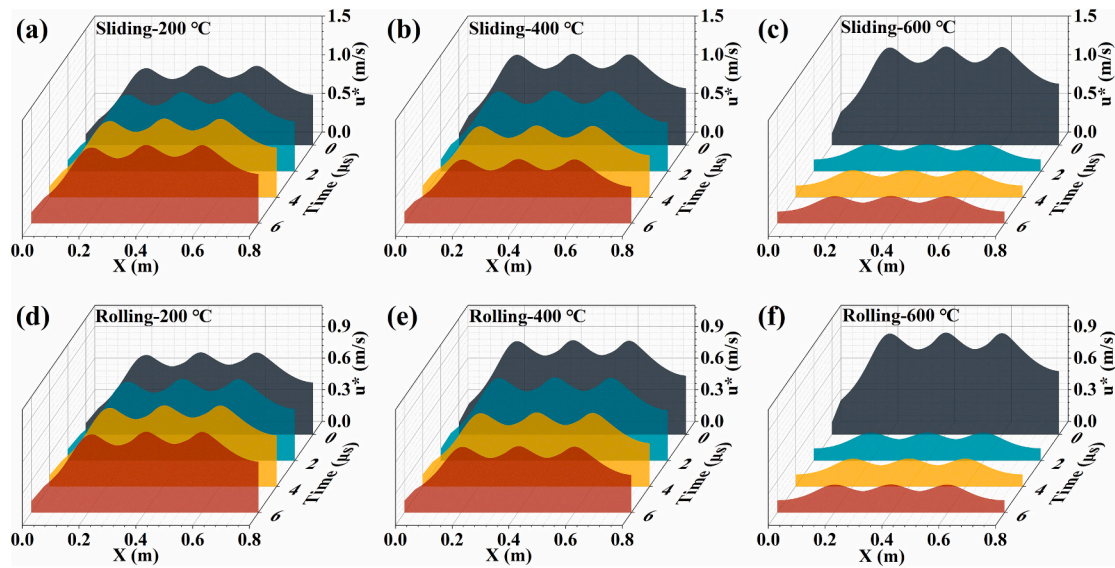 (a) Sliding-200 °C
1.5
1.0
0.5
0.0
u* (m/s)
0
2
4
6
Time (μs)
0.0 0.2 0.4 0.6 0.8
X (m)
(b) Sliding-400 °C
1.5
1.0
0.5
0.0
u* (m/s)
0
2
4
6
Time (μs)
0.0 0.2 0.4 0.6 0.8
X (m)
(c) Sliding-600 °C
1.5
1.0
0.5
0.0
u* (m/s)
0
2
4
6
Time (μs)
0.0 0.2 0.4 0.6 0.8
X (m)
(d) Rolling-200 °C
0.9
0.6
0.3
0.0
u* (m/s)
0
2
4
6
Time (μs)
0.0 0.2 0.4 0.6 0.8
X (m)
(e) Rolling-400 °C
0.9
0.6
0.3
0.0
u* (m/s)
0
2
4
6
Time (μs)
0.0 0.2 0.4 0.6 0.8
X (m)
(f) Rolling-600 °C
0.9
0.6
0.3
0.0
u* (m/s)
0
2
4
6
Time (μs)
0.0 0.2 0.4 0.6 0.8
X (m)